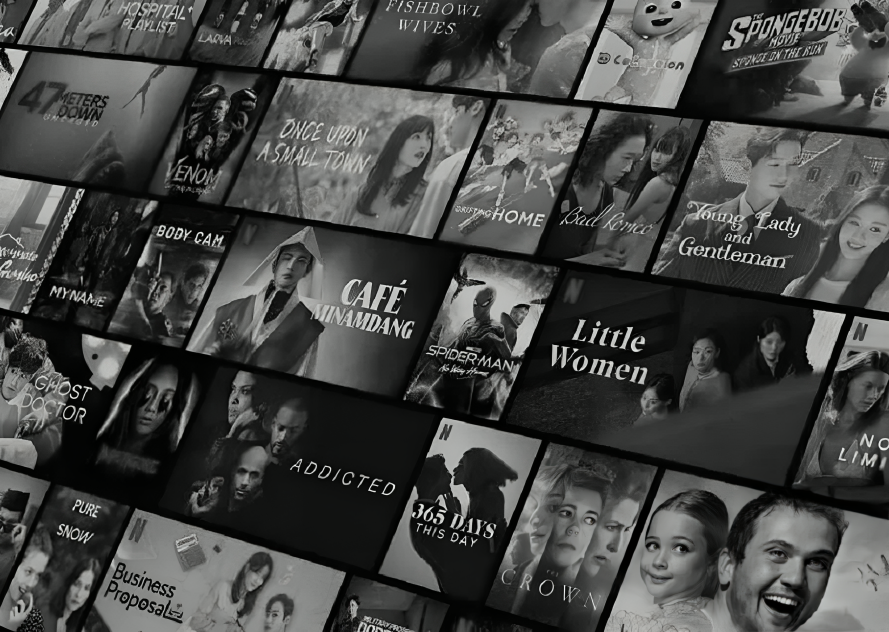 HOSPITAL
PLAYLIST
FISHBOWL
WIVES
THE
SPONGEBOB
MOVIE
SPONGE ON THE RUN
47 METERS
DOWN
VENOM
ONCE UPON
A SMALL TOWN
DRIFTING HOME
Bad Romeo
Young Lady
and
Gentleman
MY NAME
BODY CAM
CAFÉ
MINAMDANG
SPIDER-MAN
No Way Home
N
Little
Women
N
NO
LIMI
GHOST
DOCTOR
ADDICTED
N
365 DAYS
THIS DAY
THE
CROWN
PURE
SNOW
N
Business
Proposal